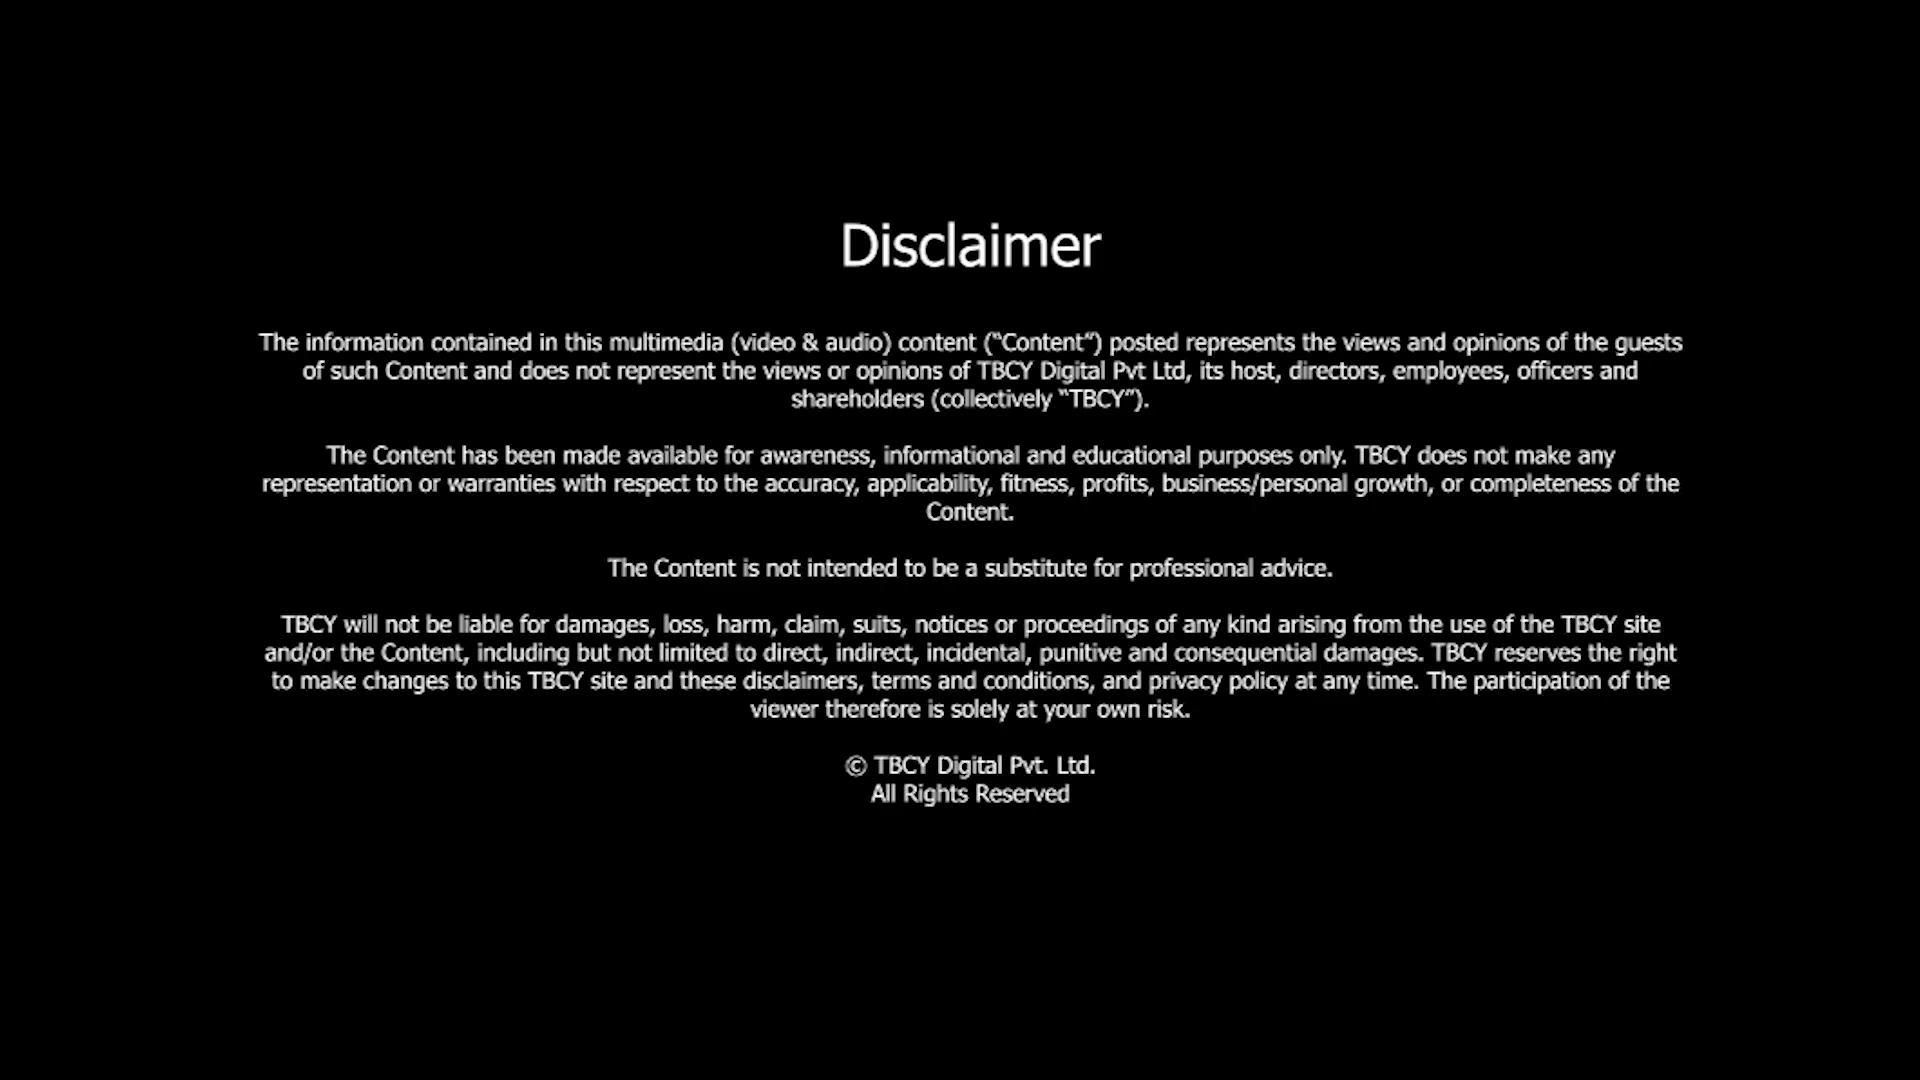 Disclaimer
The information contained in this multimedia (video & audio) content (“Content”) posted represents the views and opinions of the guests
of such Content and does not represent the views or opinions of TBCY Digital Pvt Ltd, its host, directors, employees, officers and
shareholders (collectively “TBCY”).
The Content has been made available for awareness, informational and educational purposes only. TBCY does not make any
representation or warranties with respect to the accuracy, applicability, fitness, profits, business/personal growth, or completeness of the
Content.
The Content is not intended to be a substitute for professional advice.
TBCY will not be liable for damages, loss, harm, claim, suits, notices or proceedings of any kind arising from the use of the TBCY site
and/or the Content, including but not limited to direct, indirect, incidental, punitive and consequential damages. TBCY reserves the right
to make changes to this TBCY site and these disclaimers, terms and conditions, and privacy policy at any time. The participation of the
viewer therefore is solely at your own risk.
© TBCY Digital Pvt. Ltd.
All Rights Reserved